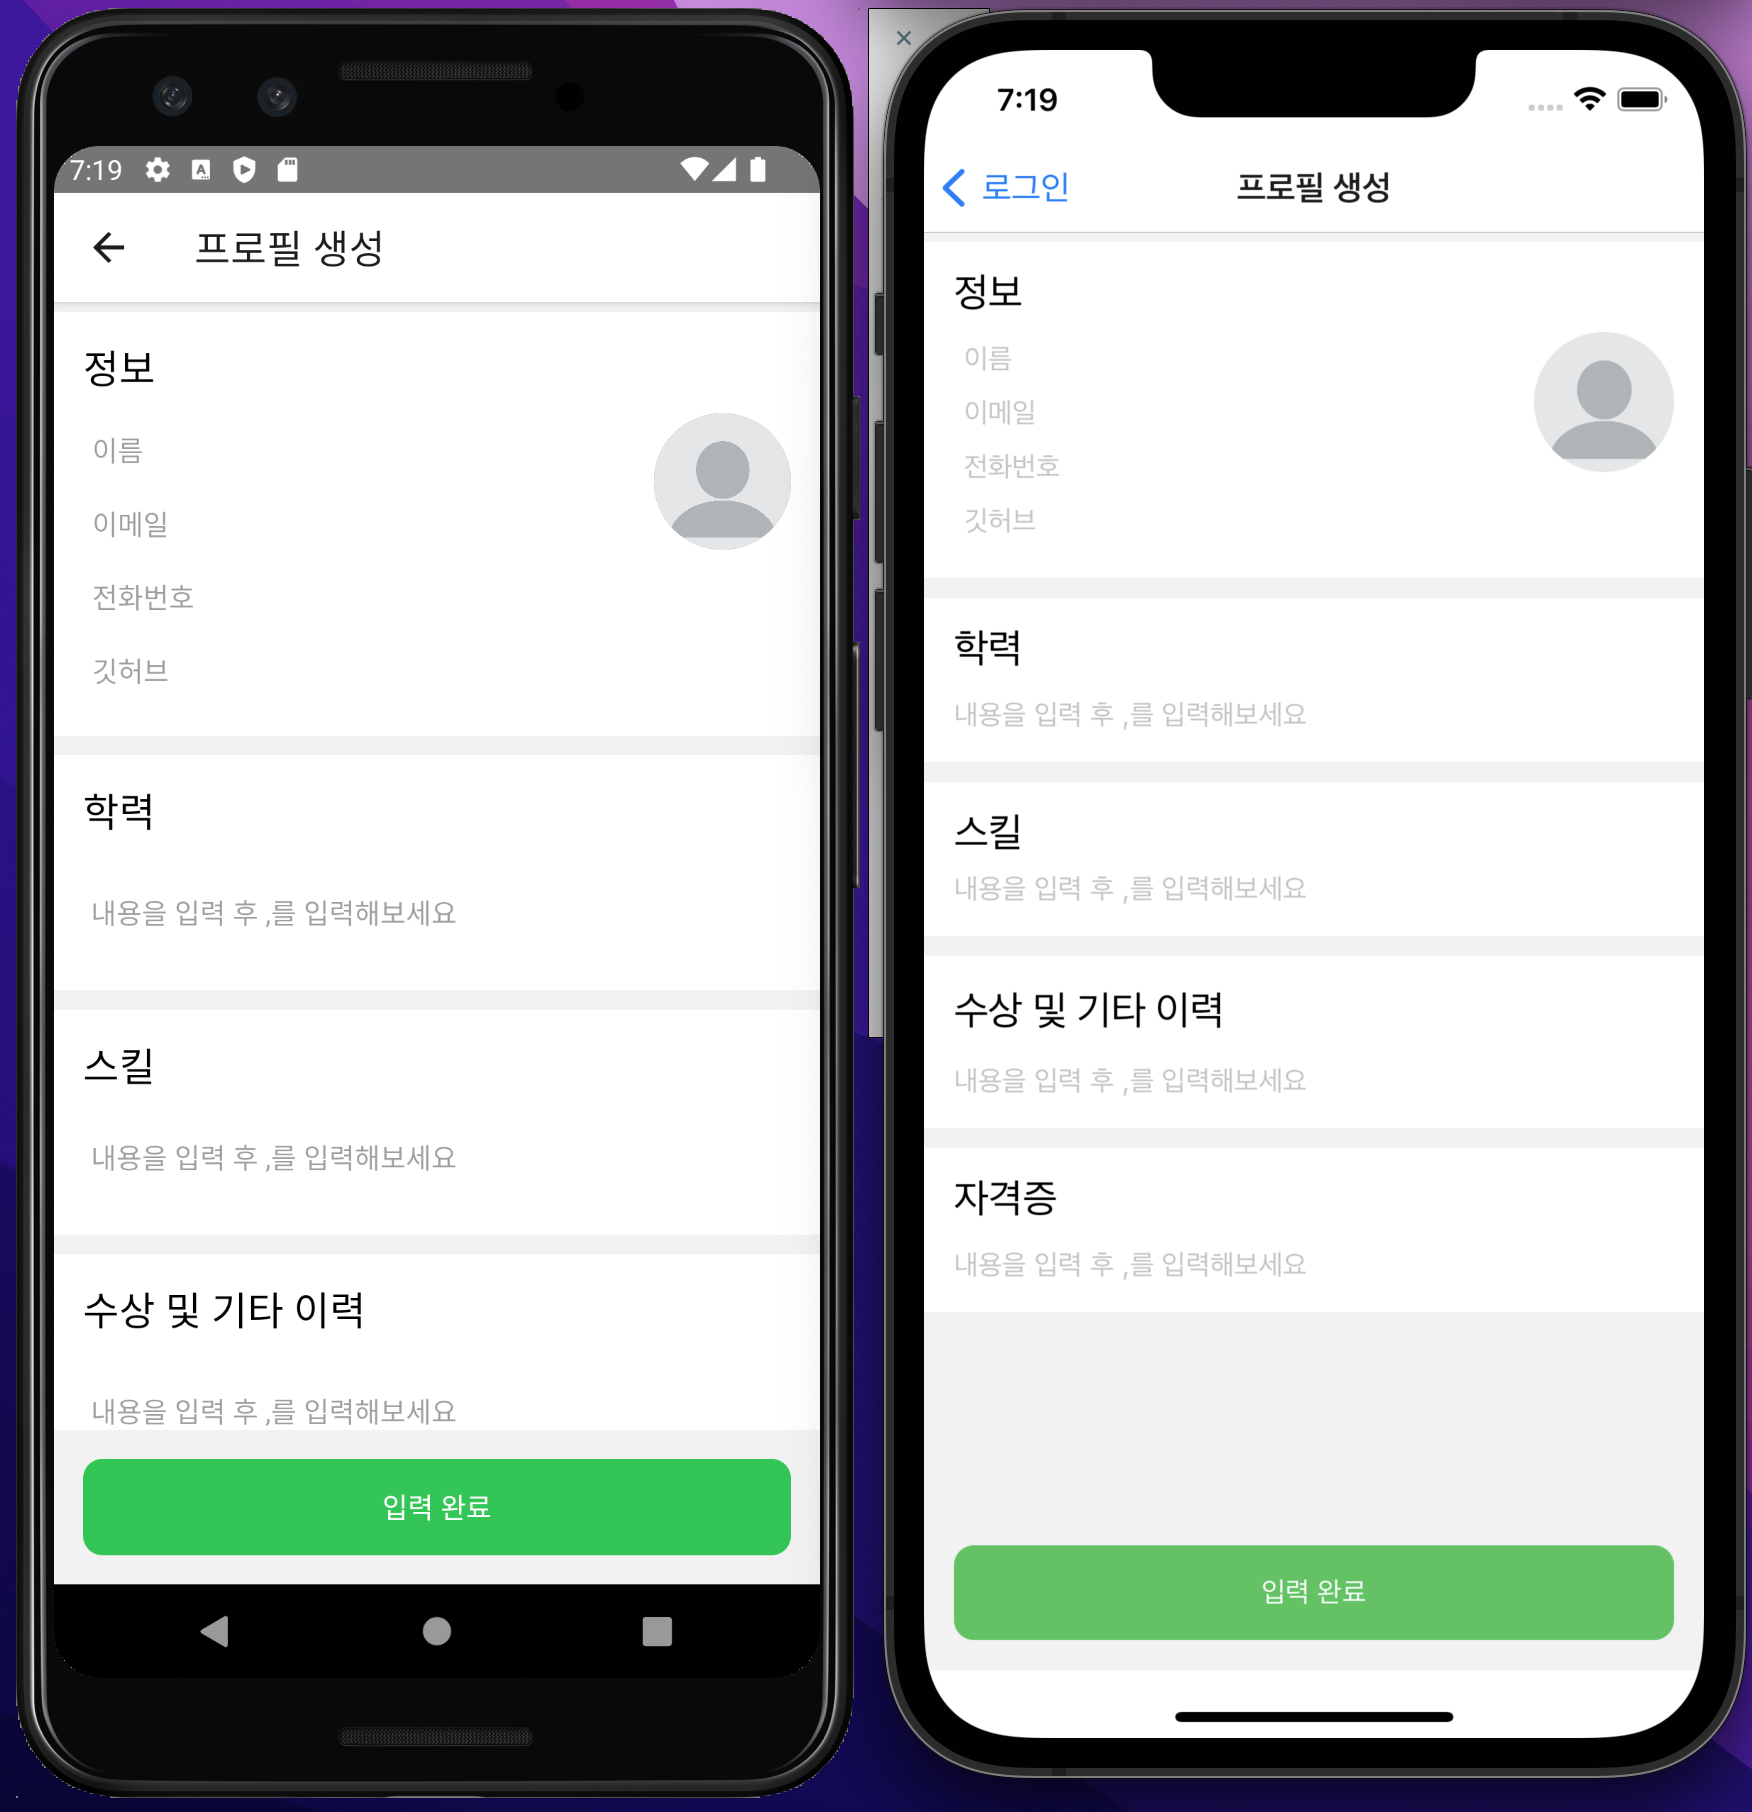 7:19
프로필 생성
정보
이름
이메일
전화번호
깃허브
학력
내용을 입력 후 ,를 입력해보세요
스킬
내용을 입력 후 ,를 입력해보세요
수상 및 기타 이력
내용을 입력 후 ,를 입력해보세요
입력 완료
7:19
로그인 프로필 생성
정보
이름
이메일
전화번호
깃허브
학력
내용을 입력 후 ,를 입력해보세요
스킬
내용을 입력 후 ,를 입력해보세요
수상 및 기타 이력
내용을 입력 후 ,를 입력해보세요
자격증
내용을 입력 후 ,를 입력해보세요
입력 완료